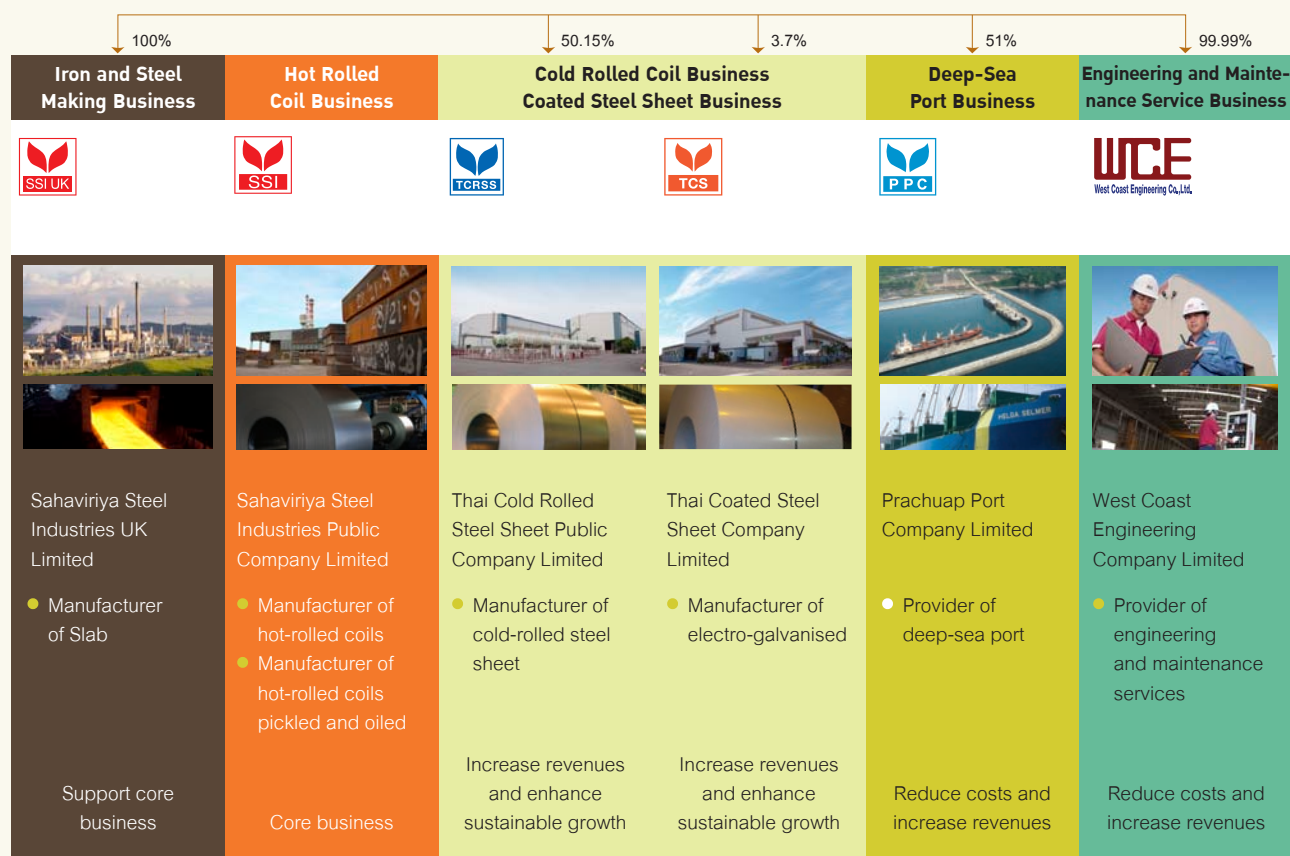 100%
50.15%
3.7%
51%
99.99%
Iron and Steel
Making Business
Hot Rolled
Coil Business
Cold Rolled Coil Business
Coated Steel Sheet Business
Deep-Sea
Port Business
Engineering and Mainte-
nance Service Business
SSI UK
SSI
TCRSS
TCS
PPC
WCE
West Coast Engineering Co.,Ltd.
HELGA SELMER
Sahaviriya Steel
Industries UK
Limited
Manufacturer
of Slab
Support core
business
Sahaviriya Steel
Industries Public
Company Limited
Manufacturer of
hot-rolled coils
Manufacturer of
hot-rolled coils
pickled and oiled
Core business
Thai Cold Rolled
Steel Sheet Public
Company Limited
Manufacturer of
cold-rolled steel
sheet
Increase revenues
and enhance
sustainable growth
Thai Coated Steel
Sheet Company
Limited
Manufacturer of
electro-galvanised
Increase revenues
and enhance
sustainable growth
Prachuap Port
Company Limited
Provider of
deep-sea port
Reduce costs and
increase revenues
West Coast
Engineering
Company Limited
Provider of
engineering
and maintenance
services
Reduce costs and
increase revenues